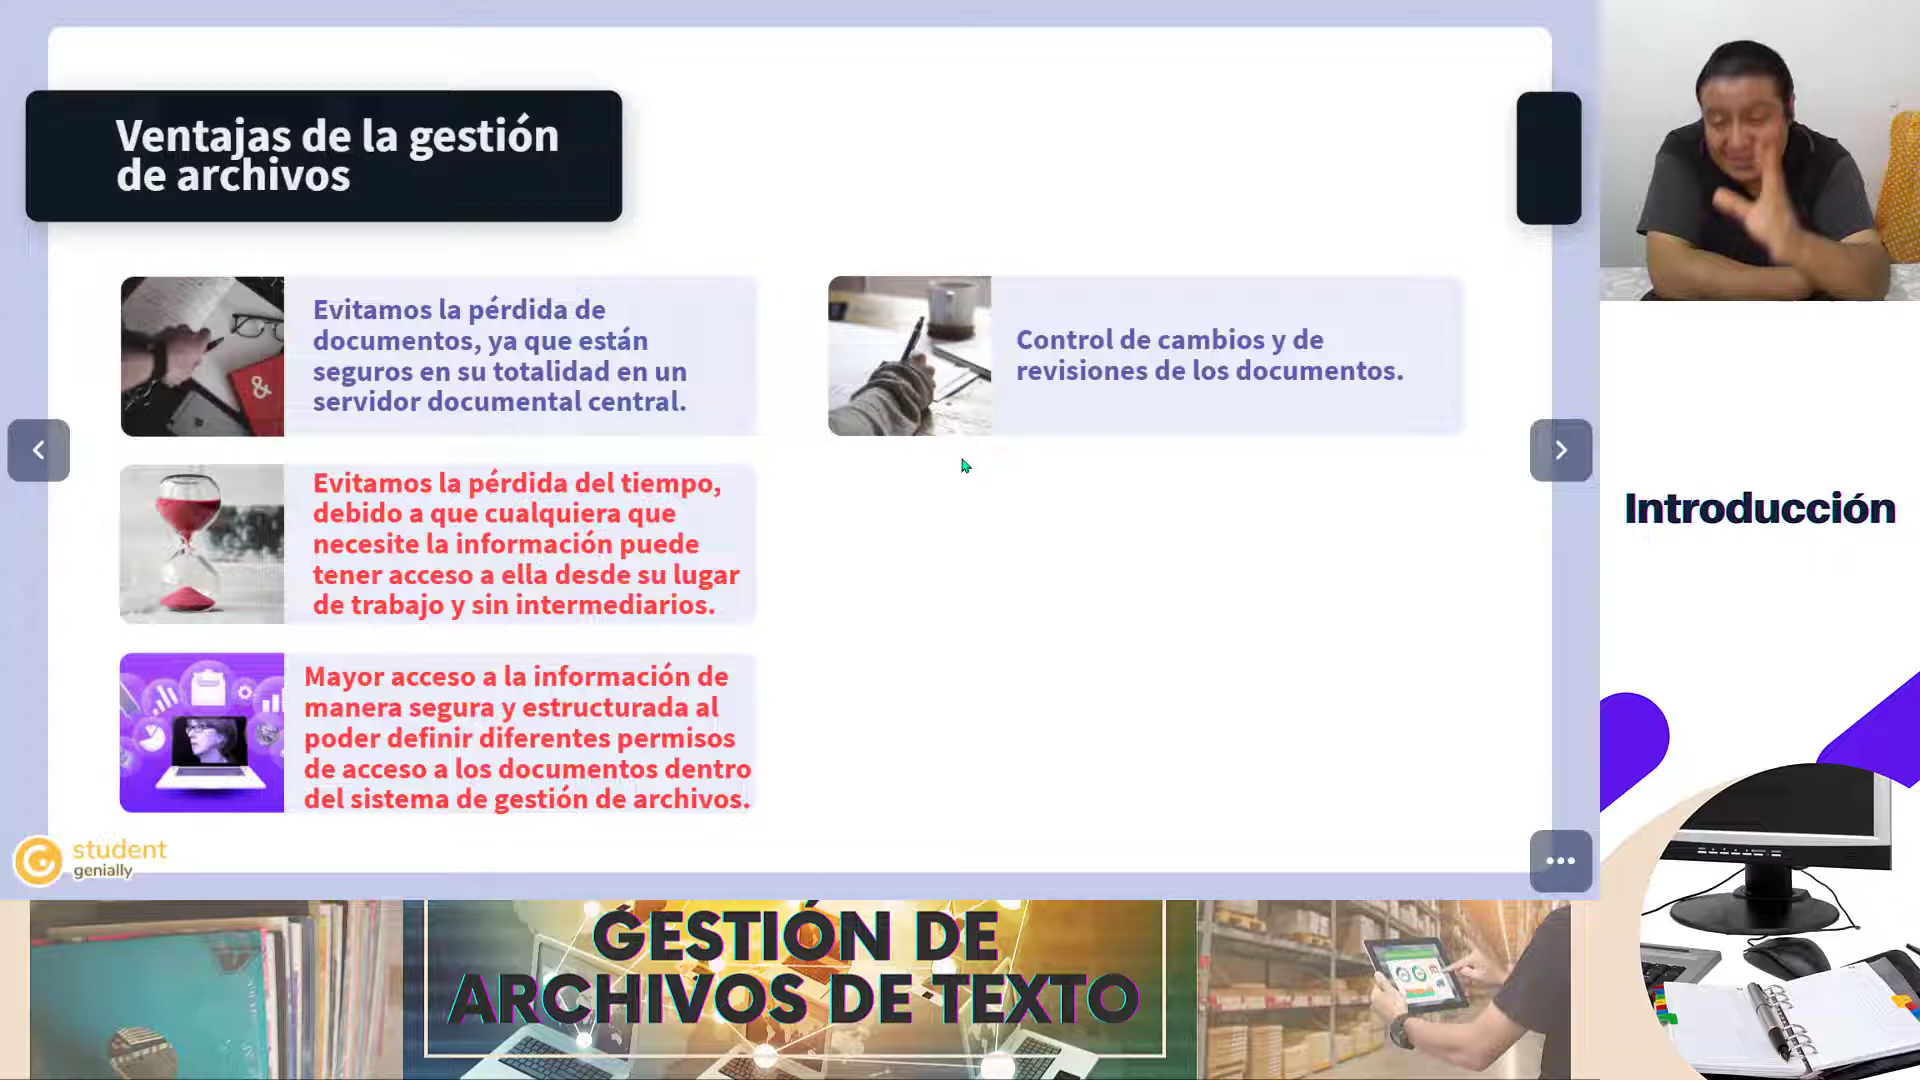 Ventajas de la gestión
de archivos
Evitamos la pérdida de
documentos, ya que están
seguros en su totalidad en un
servidor documental central.
Evitamos la pérdida del tiempo,
debido a que cualquiera que
necesite la información puede
tener acceso a ella desde su lugar
de trabajo y sin intermediarios.
Mayor acceso a la información de
manera segura y estructurada al
poder definir diferentes permisos
de acceso a los documentos dentro
del sistema de gestión de archivos.
Control de cambios y de
revisiones de los documentos.
&
student
genially
Introducción
GESTIÓN DE
ARCHIVOS DE TEXTO